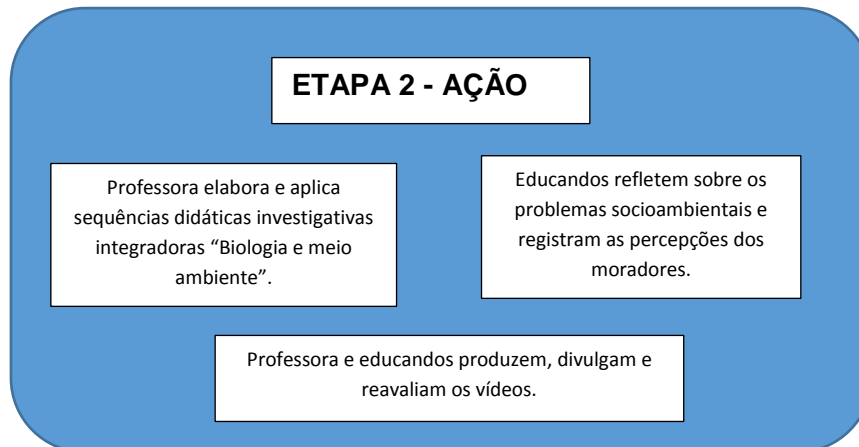 ETAPA 2 - AÇÃO
Professora elabora e aplica
sequências didáticas investigativas
integradoras “Biologia e meio
ambiente”.
Educandos refletem sobre os
problemas socioambientais e
registram as percepções dos
moradores.
Professora e educandos produzem, divulgam e
reavaliam os vídeos.